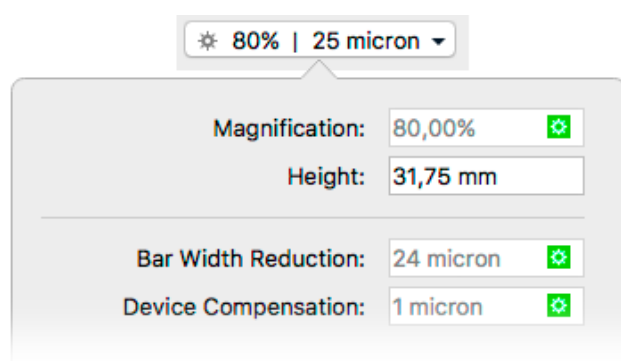 80% | 25 micron
Magnification: 80,00%
Height: 31,75 mm
Bar Width Reduction: 24 micron
Device Compensation: 1 micron